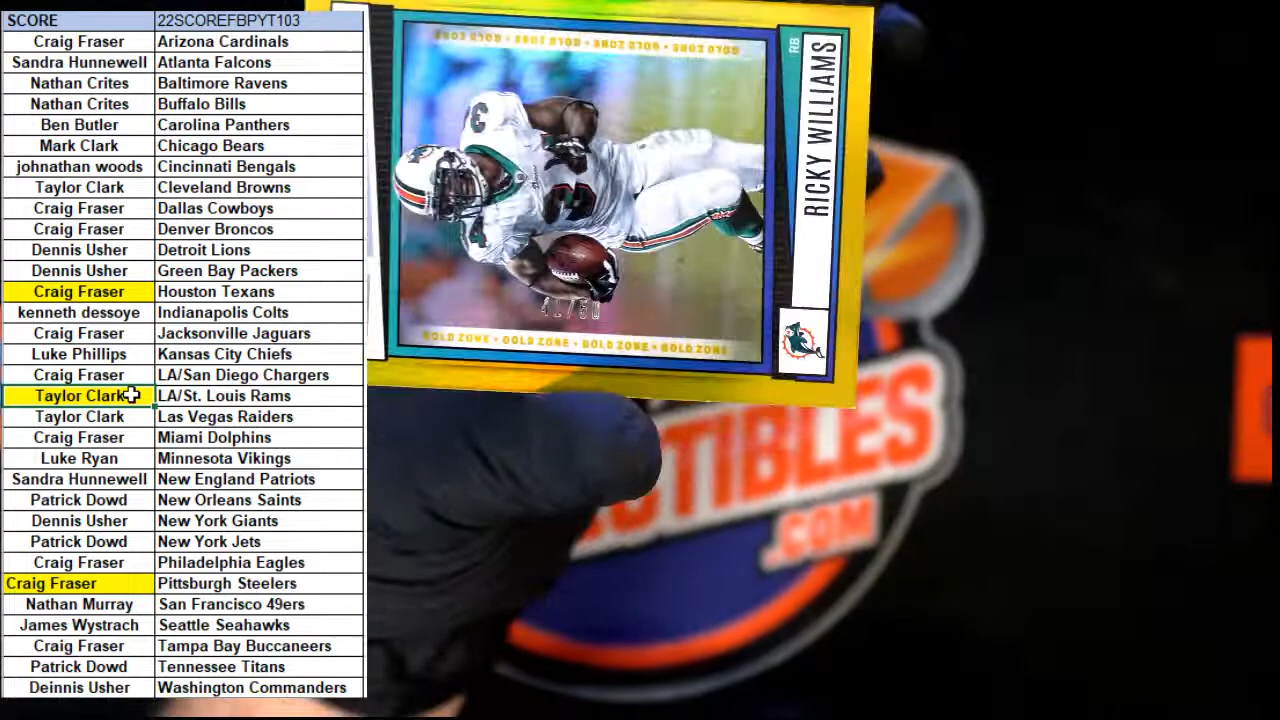 SCORE 22SCOREFBPYT103
Craig Fraser Arizona Cardinals
Sandra Hunnewell Atlanta Falcons
Nathan Crites Baltimore Ravens
Nathan Crites Buffalo Bills
Ben Butler Carolina Panthers
Mark Clark Chicago Bears
johnathan woods Cincinnati Bengals
Taylor Clark Cleveland Browns
Craig Fraser Dallas Cowboys
Craig Fraser Denver Broncos
Dennis Usher Detroit Lions
Dennis Usher Green Bay Packers
Craig Fraser Houston Texans
kenneth dessoye Indianapolis Colts
Craig Fraser Jacksonville Jaguars
Luke Phillips Kansas City Chiefs
Craig Fraser LA/San Diego Chargers
Taylor Clark LA/St. Louis Rams
Taylor Clark Las Vegas Raiders
Craig Fraser Miami Dolphins
Luke Ryan Minnesota Vikings
Sandra Hunnewell New England Patriots
Patrick Dowd New Orleans Saints
Dennis Usher New York Giants
Patrick Dowd New York Jets
Craig Fraser Philadelphia Eagles
Craig Fraser Pittsburgh Steelers
Nathan Murray San Francisco 49ers
James Wystrach Seattle Seahawks
Craig Fraser Tampa Bay Buccaneers
Patrick Dowd Tennessee Titans
Deinnis Usher Washington Commanders
GOLD ZONE • GOLD ZONE • GOLD ZONE • GOLD ZONE
RB
RICKY WILLIAMS
GOLD ZONE • GOLD ZONE • GOLD ZONE • GOLD ZONE
.COM